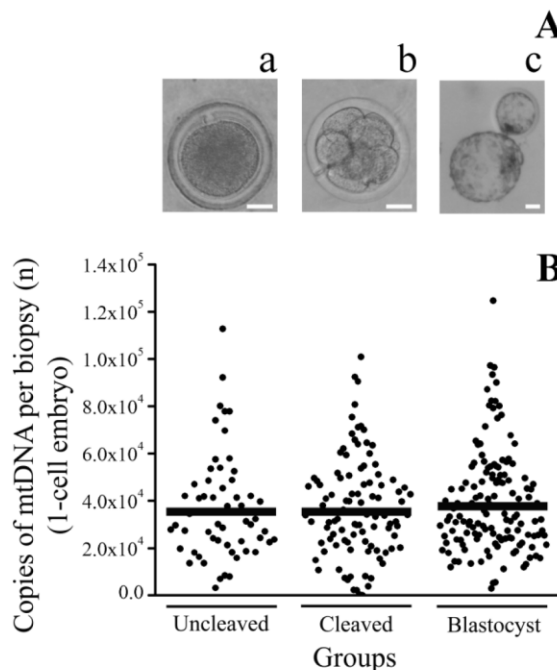 A
a b c
B
Copies of mtDNA per biopsy (n)
(1-cell embryo)
1.4x10⁵
1.2x10⁵
1.0x10⁵
8.0x10⁴
6.0x10⁴
4.0x10⁴
2.0x10⁴
0.0
Uncleaved Cleaved Blastocyst
Groups